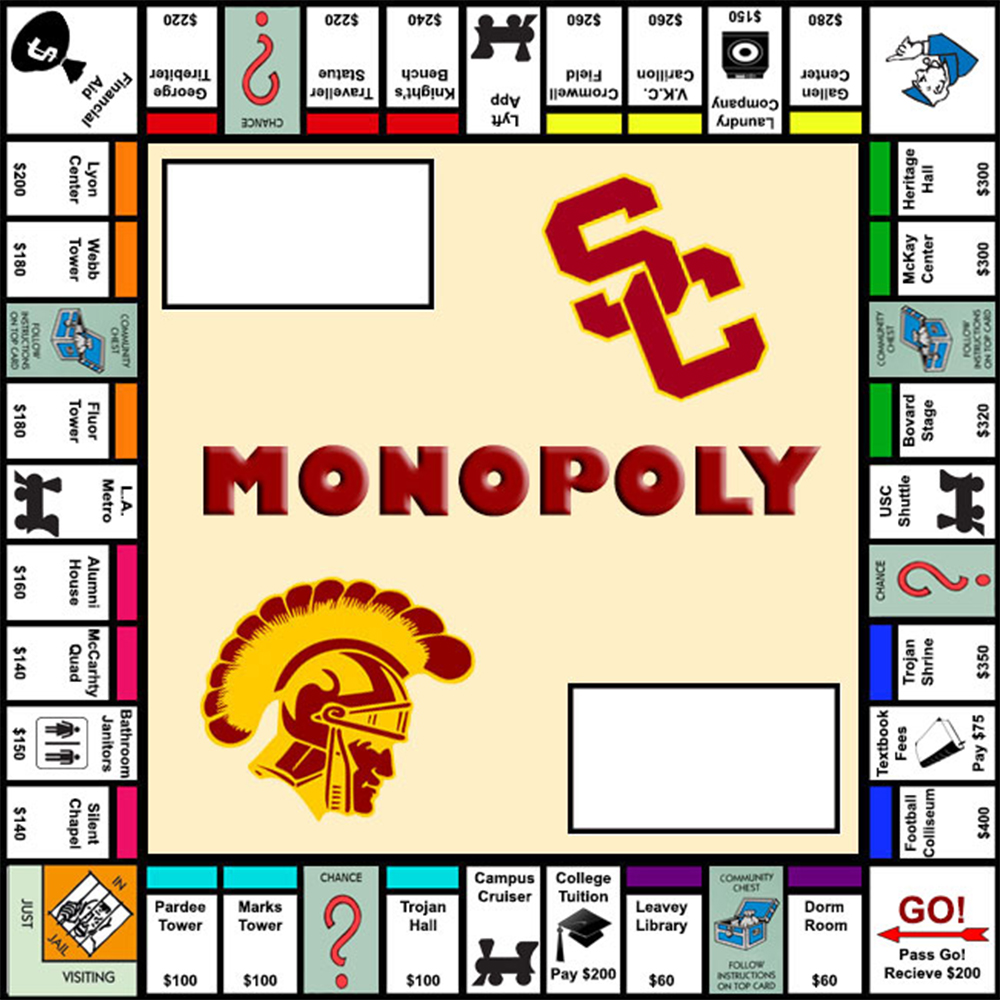 Financial
Aid
George
Tirebiter
$220
CHANCE
Traveller
Statue
$220
Knight's
Bench
$240
Lyft
App
Cromwell
Field
$260
V.K.C.
Carillon
$260
Laundry
Company
$150
Galen
Center
$280
Lyon
Center
$200
Webb
Tower
$180
COMMUNITY
CHEST
FOLLOW
INSTRUCTIONS
ON TOP CARD
Fluor
Tower
$180
L.A.
Metro
Alumni
House
$160
McCarhty
Quad
$140
Bathroom
Janitors
$150
Silent
Chapel
$140
SC
MONOPOLY
Heritage
Hall
$300
McKay
Center
$300
COMMUNITY
CHEST
FOLLOW
INSTRUCTIONS
ON TOP CARD
Bovard
Stage
$320
USC
Shuttle
CHANCE
Trojan
Shrine
$350
Textbook
Fees
Pay $75
Football
Colliseum
$400
JUST
VISITING
IN
JAIL
Pardee
Tower
$100
Marks
Tower
$100
CHANCE
Trojan
Hall
$100
Campus
Cruiser
College
Tuition
Pay $200
Leavey
Library
$60
COMMUNITY
CHEST
FOLLOW
INSTRUCTIONS
ON TOP CARD
Dorm
Room
$60
GO!
Pass Go!
Recieve $200